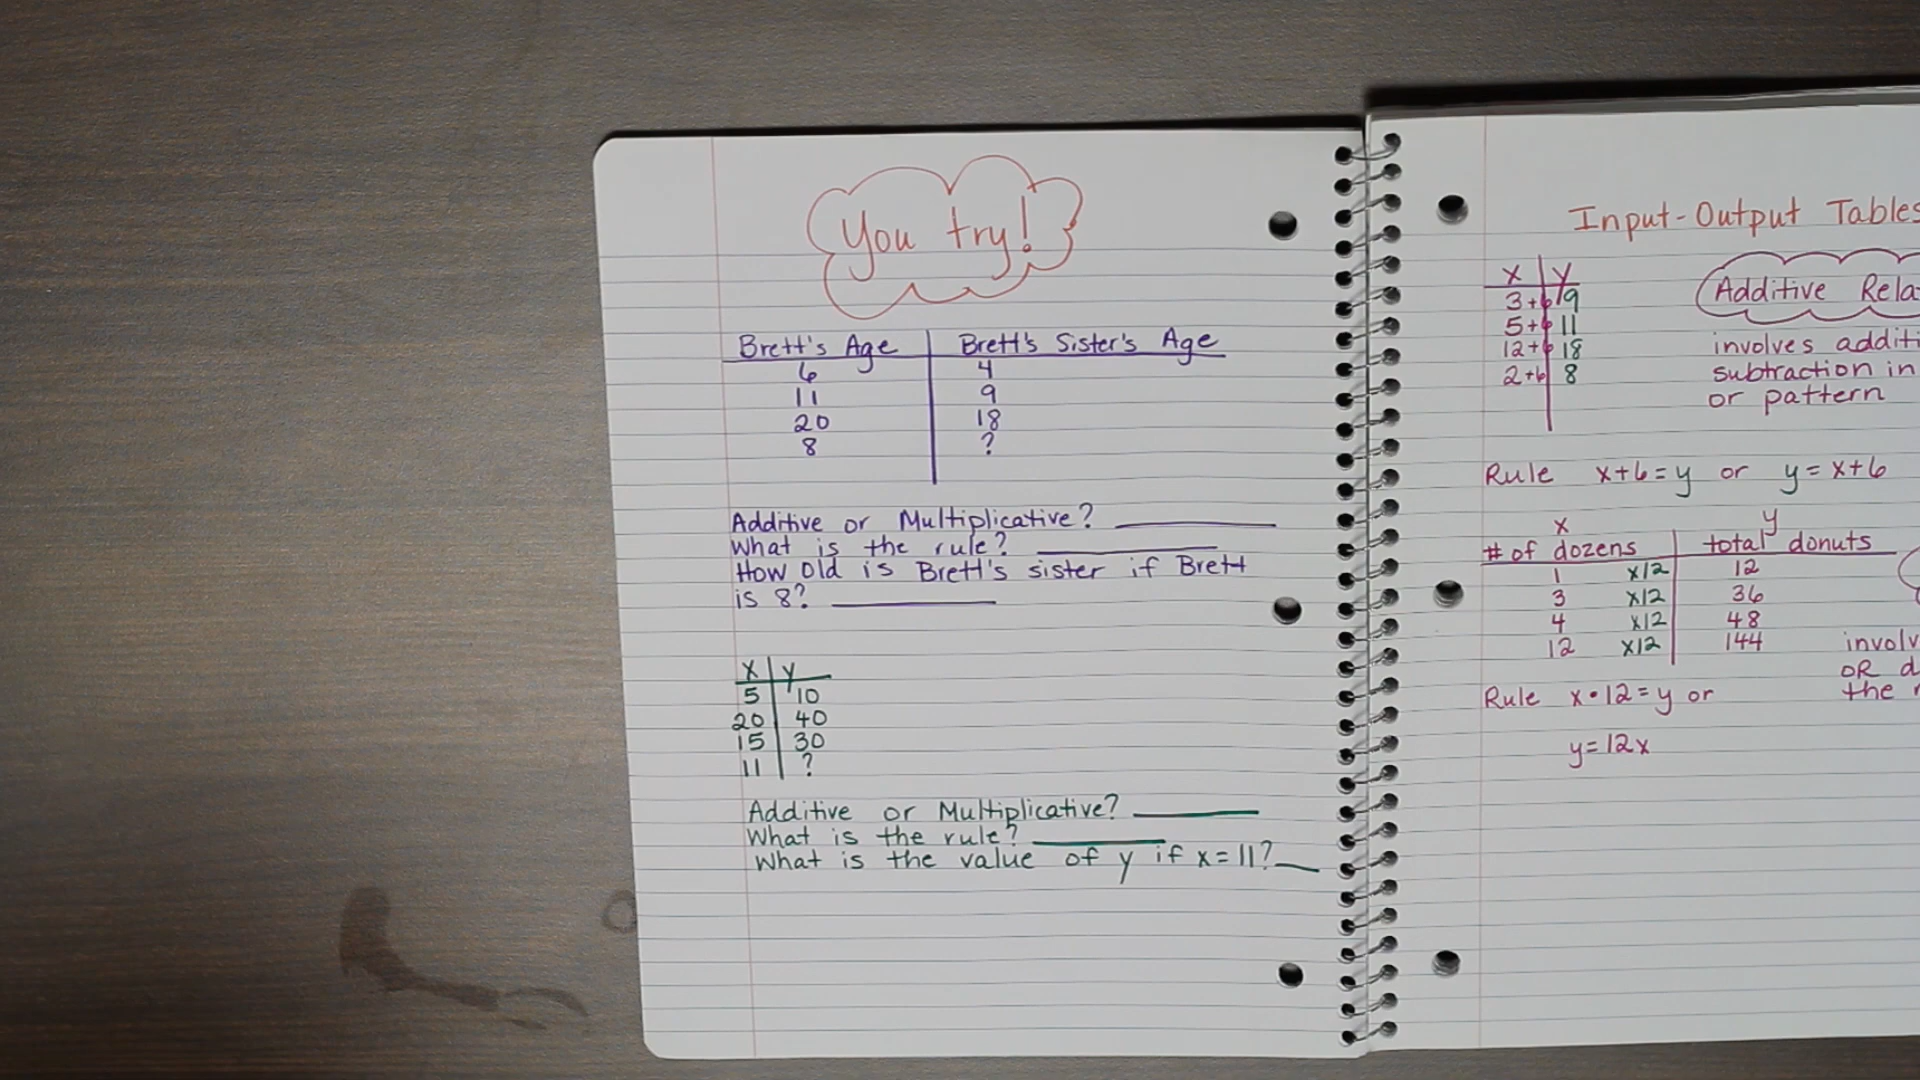 You try!
Brett's Age Brett's Sister's Age
6 4
11 9
20 18
8 ?
Additive or Multiplicative?
What is the rule?
How old is Brett's sister if Brett
is 8?
x y
5 10
20 40
15 30
11 ?
Additive or Multiplicative?
What is the rule?
What is the value of y if x=11?
Input-Output Tables
x y
3+6 9
5+6 11
12+6 18
2+6 8
Additive
involves
subtraction in
or pattern
Rule x+6=y or y=x+6
x y
# of dozens total donuts
1 x12 12
3 x12 36
4 x12 48
12 x12 144
OR
the
Rule x•12=y or
y=12x